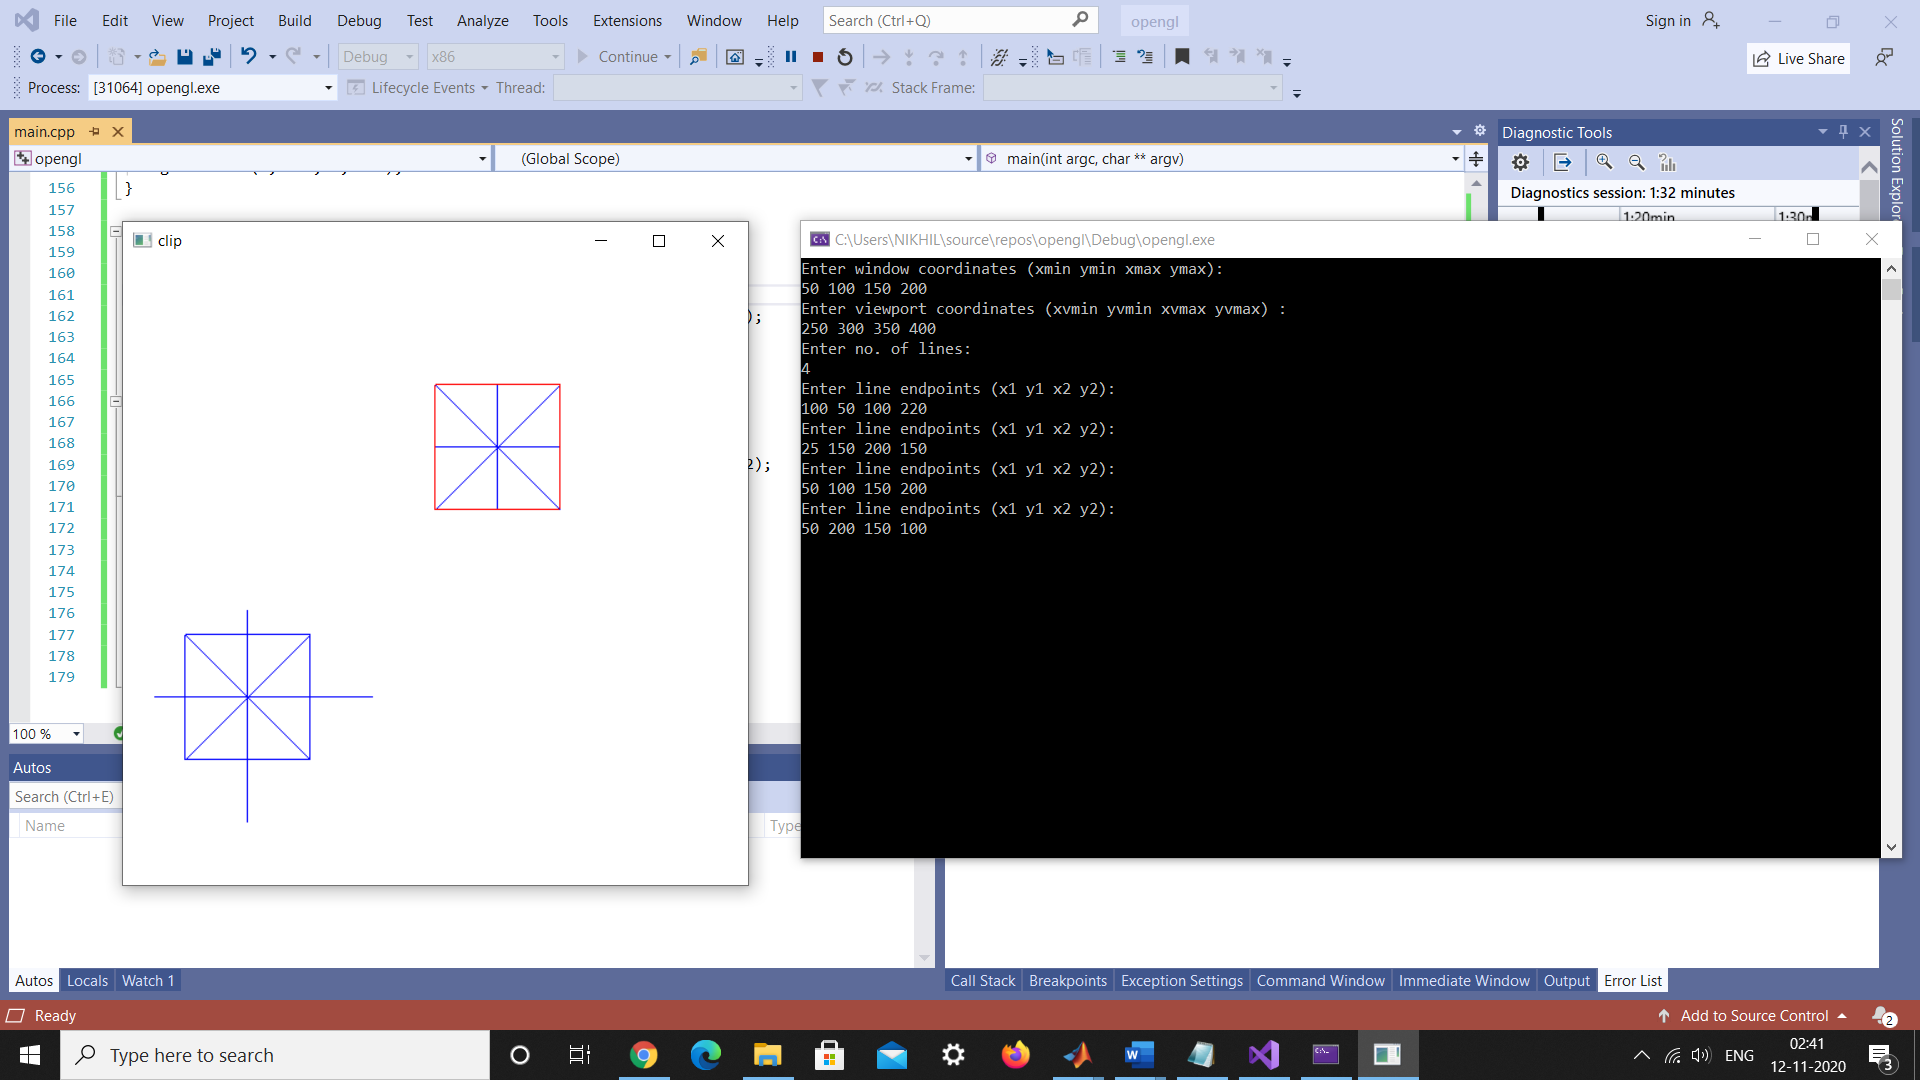 File Edit View Project Build Debug Test Analyze Tools Extensions Window Help Search (Ctrl+Q) opengl Sign in
Debug x86 Continue Live Share
Process: [31064] opengl.exe Lifecycle Events Thread: Stack Frame:
main.cpp
opengl (Global Scope) main(int argc, char ** argv)
Diagnostic Tools
Diagnostics session: 1:32 minutes
1:20min
Solution Explor
156 }
157
158
159
160
161
162 );
163
164
165
166
167
168
169 2);
170
171
172
173
174
175
176
177
178
179
clip
C:\Users\NIKHIL\source\repos\opengl\Debug\opengl.exe
Enter window coordinates (xmin ymin xmax ymax):
50 100 150 200
Enter viewport coordinates (xvmin yvmin xvmax yvmax) :
250 300 350 400
Enter no. of lines:
4
Enter line endpoints (x1 y1 x2 y2):
100 50 100 220
Enter line endpoints (x1 y1 x2 y2):
25 150 200 150
Enter line endpoints (x1 y1 x2 y2):
50 100 150 200
Enter line endpoints (x1 y1 x2 y2):
50 200 150 100
100 %
Autos
Search (Ctrl+E)
Name Type
Autos Locals Watch 1
Call Stack Breakpoints Exception Settings Command Window Immediate Window Output Error List
Ready Add to Source Control 2
Type here to search
ENG 02:41
12-11-2020 3